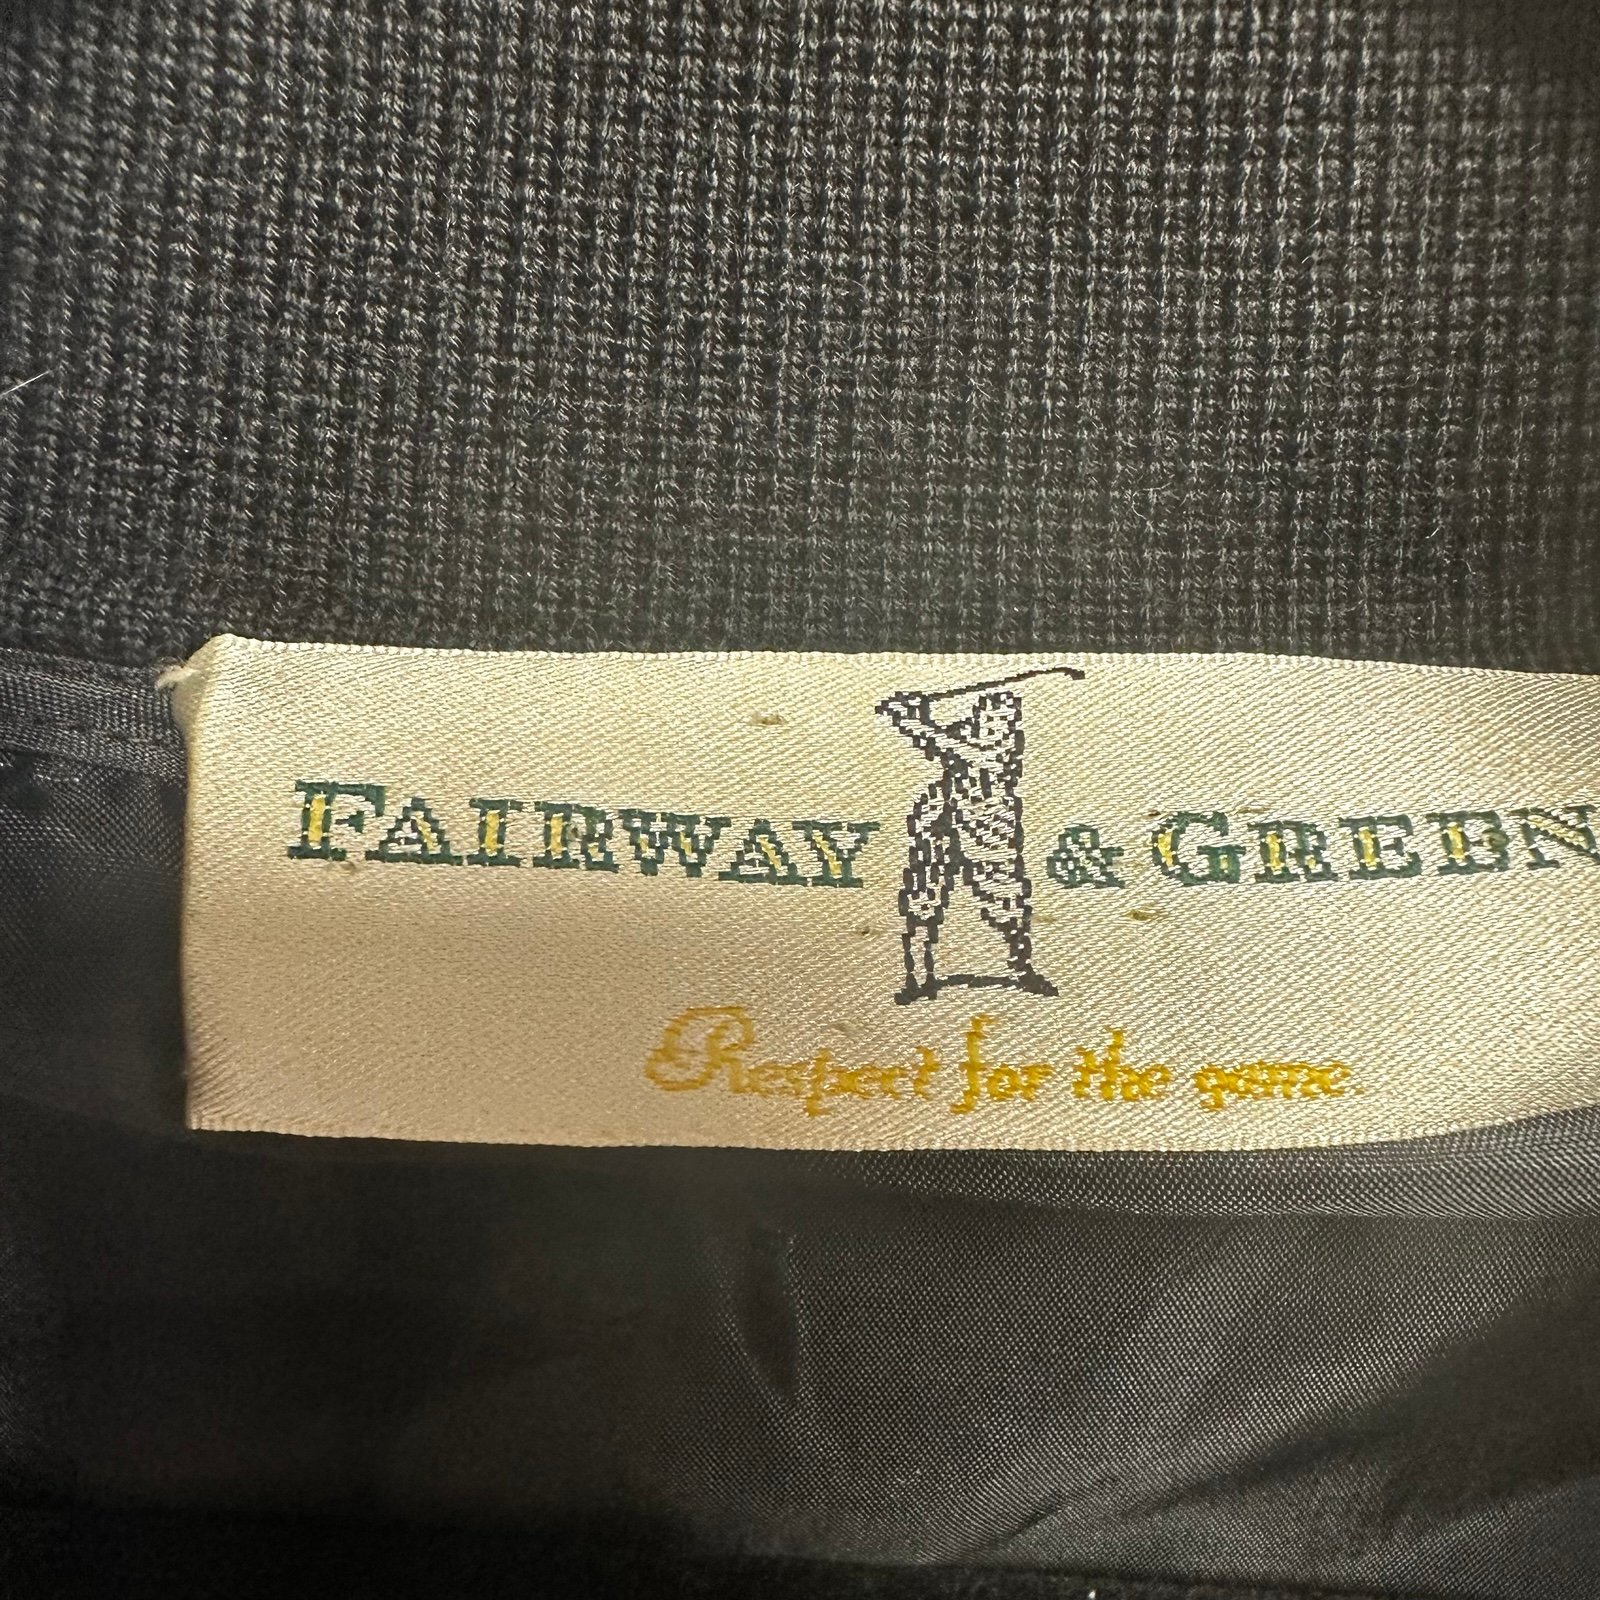 FAIRWAY & GREEN
Respect for the game.